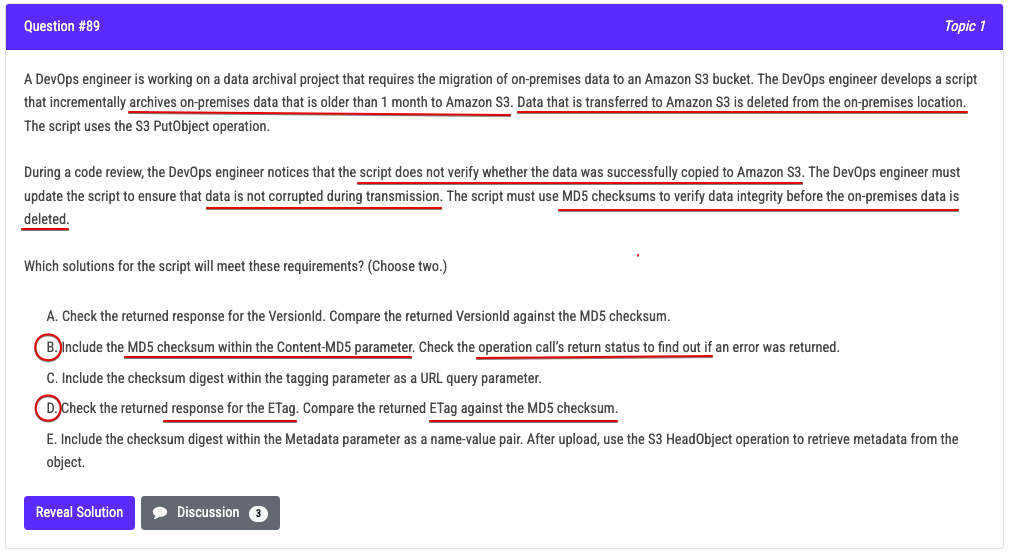 Question #89
Topic 1
A DevOps engineer is working on a data archival project that requires the migration of on-premises data to an Amazon S3 bucket. The DevOps engineer develops a script
that incrementally archives on-premises data that is older than 1 month to Amazon S3. Data that is transferred to Amazon S3 is deleted from the on-premises location.
The script uses the S3 PutObject operation.
During a code review, the DevOps engineer notices that the script does not verify whether the data was successfully copied to Amazon S3. The DevOps engineer must
update the script to ensure that data is not corrupted during transmission. The script must use MD5 checksums to verify data integrity before the on-premises data is
deleted.
Which solutions for the script will meet these requirements? (Choose two.)
A. Check the returned response for the VersionId. Compare the returned VersionId against the MD5 checksum.
B. Include the MD5 checksum within the Content-MD5 parameter. Check the operation call's return status to find out if an error was returned.
C. Include the checksum digest within the tagging parameter as a URL query parameter.
D. Check the returned response for the ETag. Compare the returned ETag against the MD5 checksum.
E. Include the checksum digest within the Metadata parameter as a name-value pair. After upload, use the S3 HeadObject operation to retrieve metadata from the
object.
Reveal Solution
Discussion 3